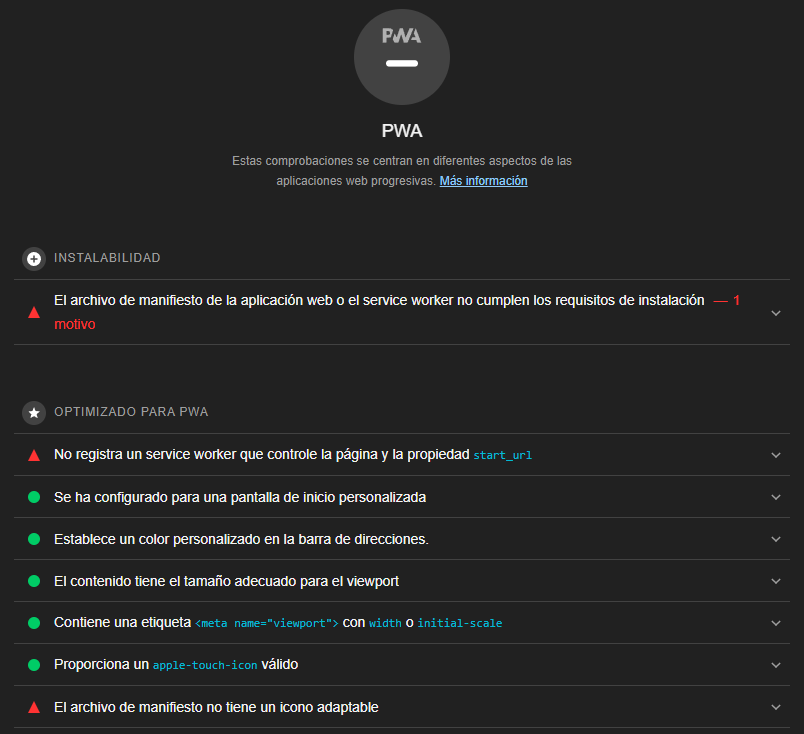 PWA
PWA
Estas comprobaciones se centran en diferentes aspectos de las
aplicaciones web progresivas. Más información
INSTALABILIDAD
El archivo de manifiesto de la aplicación web o el service worker no cumplen los requisitos de instalación — 1
motivo
OPTIMIZADO PARA PWA
No registra un service worker que controle la página y la propiedad start_url
Se ha configurado para una pantalla de inicio personalizada
Establece un color personalizado en la barra de direcciones.
El contenido tiene el tamaño adecuado para el viewport
Contiene una etiqueta <meta name="viewport"> con width o initial-scale
Proporciona un apple-touch-icon válido
El archivo de manifiesto no tiene un icono adaptable